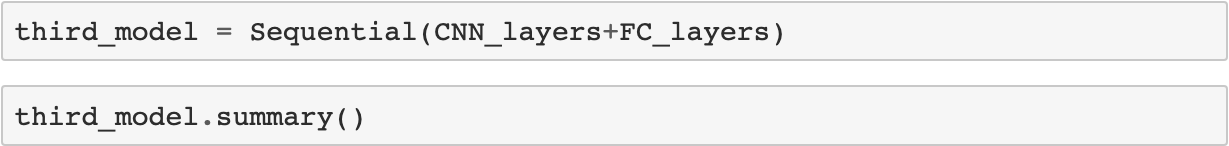 third_model = Sequential(CNN_layers+FC_layers)
third_model.summary()